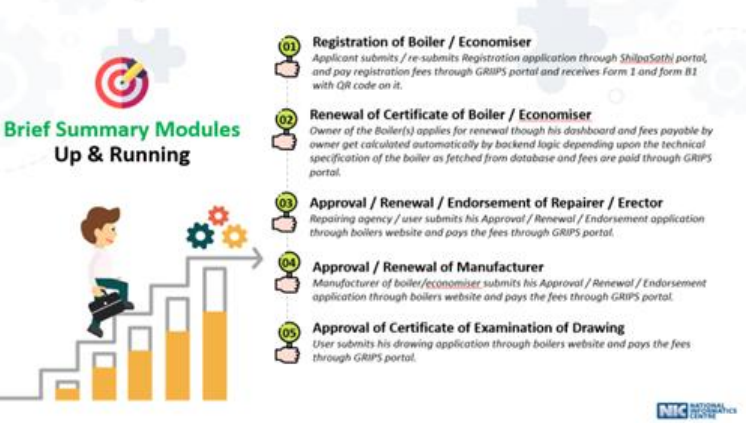 Brief Summary Modules
Up & Running
01
Registration of Boiler / Economiser
Applicant submits / re-submits Registration application through ShilpaSathi portal,
and pay registration fees through GRIIPS portal and receives Form 1 and form B1
with QR code on it.
02
Renewal of Certificate of Boiler / Economiser
Owner of the Boiler(s) applies for renewal though his dashboard and fees payable by
owner get calculated automatically by backend logic depending upon the technical
specification of the boiler as fetched from database and fees are paid through GRIPS
portal.
03
Approval / Renewal / Endorsement of Repairer / Erector
Repairing agency / user submits his Approval / Renewal / Endorsement application
through boilers website and pays the fees through GRIPS portal.
04
Approval / Renewal of Manufacturer
Manufacturer of boiler/economiser submits his Approval / Renewal / Endorsement
application through boilers website and pays the fees through GRIPS portal.
05
Approval of Certificate of Examination of Drawing
User submits his drawing application through boilers website and pays the fees
through GRIPS portal.
NIC NATIONAL
INFORMATICS
CENTRE